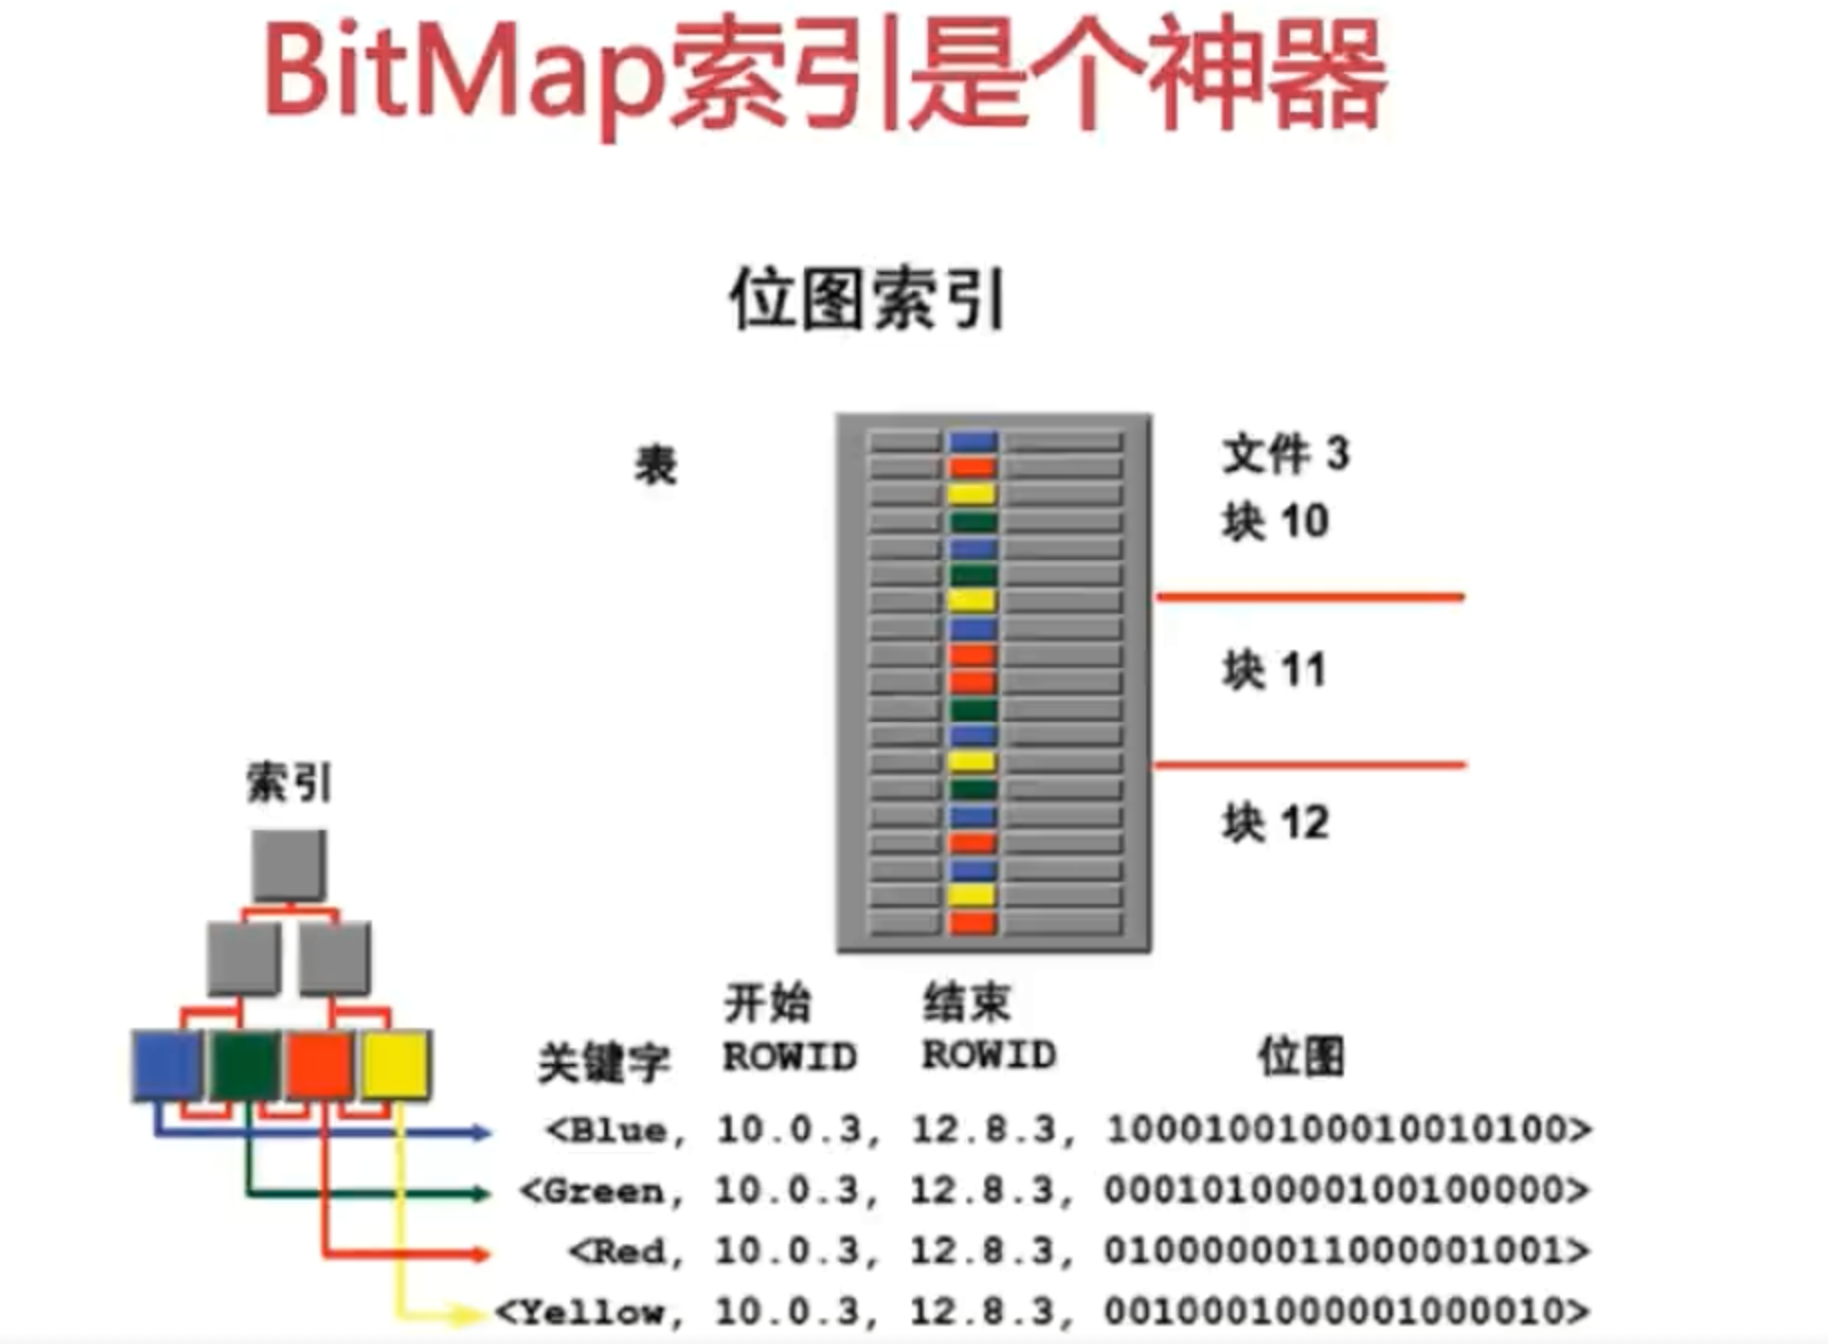 BitMap索引是个神器
位图索引
表
文件 3
块 10
块 11
块 12
索引
关键字 开始 ROWID 结束 ROWID 位图
<Blue, 10.0.3, 12.8.3, 1000100100010010100>
<Green, 10.0.3, 12.8.3, 0001010000100100000>
<Red, 10.0.3, 12.8.3, 0100000011000001001>
<Yellow, 10.0.3, 12.8.3, 0010001000001000010>